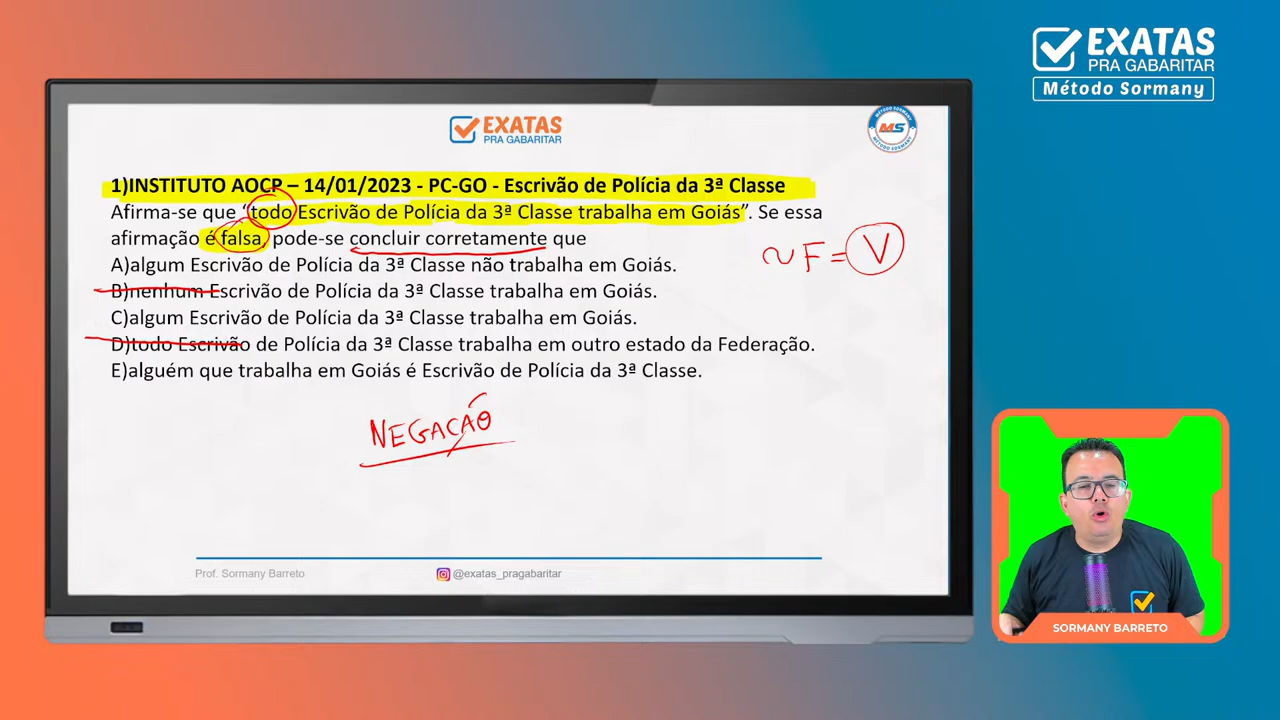 EXATAS
PRA GABARITAR
Método Sormany
EXATAS
PRA GABARITAR
MÉTODO SORMANY
MS
MÉTODO SORMANY
1)INSTITUTO AOCP – 14/01/2023 - PC-GO - Escrivão de Polícia da 3ª Classe
Afirma-se que “todo Escrivão de Polícia da 3ª Classe trabalha em Goiás”. Se essa
afirmação é falsa, pode-se concluir corretamente que
A)algum Escrivão de Polícia da 3ª Classe não trabalha em Goiás.
B)nenhum Escrivão de Polícia da 3ª Classe trabalha em Goiás.
C)algum Escrivão de Polícia da 3ª Classe trabalha em Goiás.
D)todo Escrivão de Polícia da 3ª Classe trabalha em outro estado da Federação.
E)alguém que trabalha em Goiás é Escrivão de Polícia da 3ª Classe.
~F=V
NEGAÇÃO
Prof. Sormany Barreto
@exatas_pragabaritar
SORMANY BARRETO